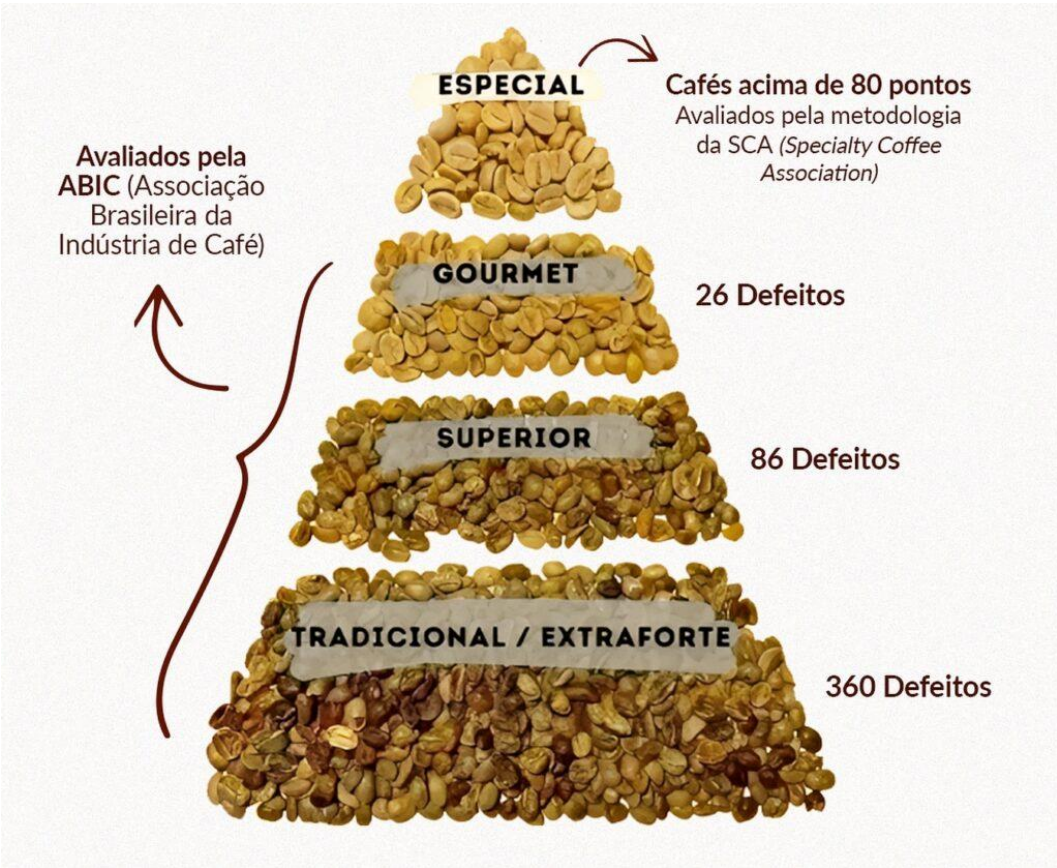 ESPECIAL
Cafés acima de 80 pontos
Avaliados pela metodologia
da SCA (Specialty Coffee
Association)
Avaliados pela
ABIC (Associação
Brasileira da
Indústria de Café)
GOURMET
26 Defeitos
SUPERIOR
86 Defeitos
TRADICIONAL / EXTRAFORTE
360 Defeitos